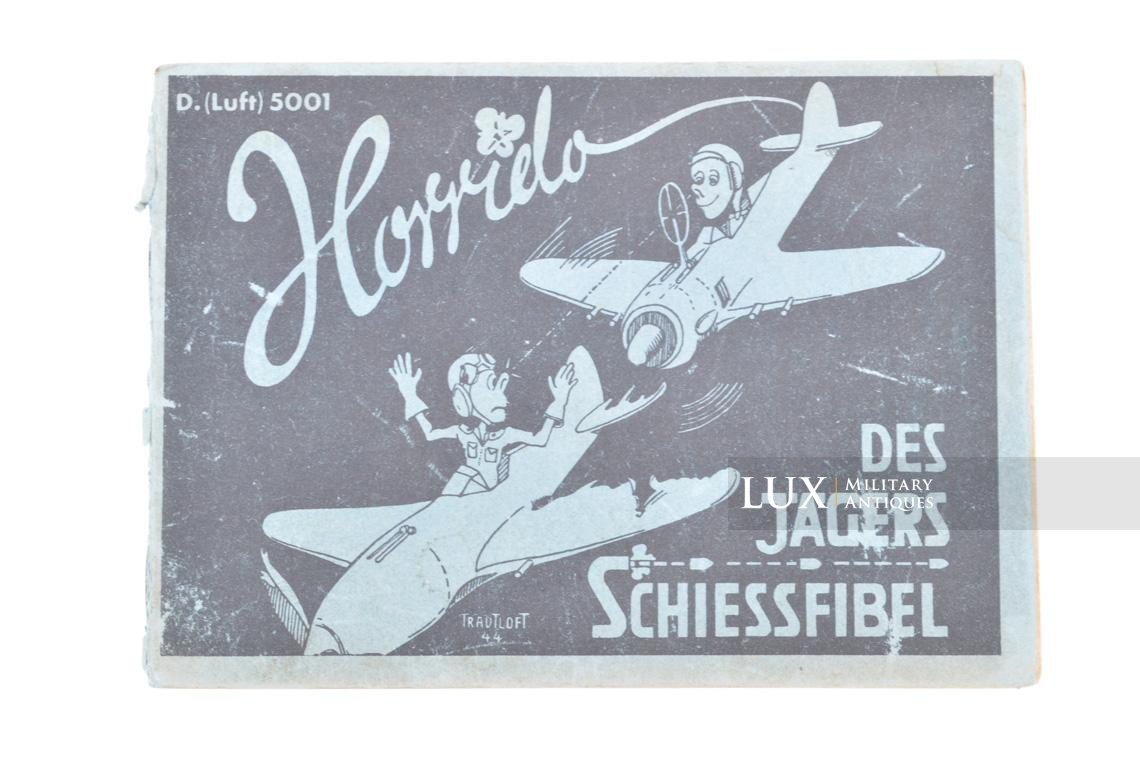 D.(Luft) 5001
Horrido
DES
JÄGERS
SCHIESSFIBEL
TRAUTLOFT
44
LUX MILITARY
ANTIQUES